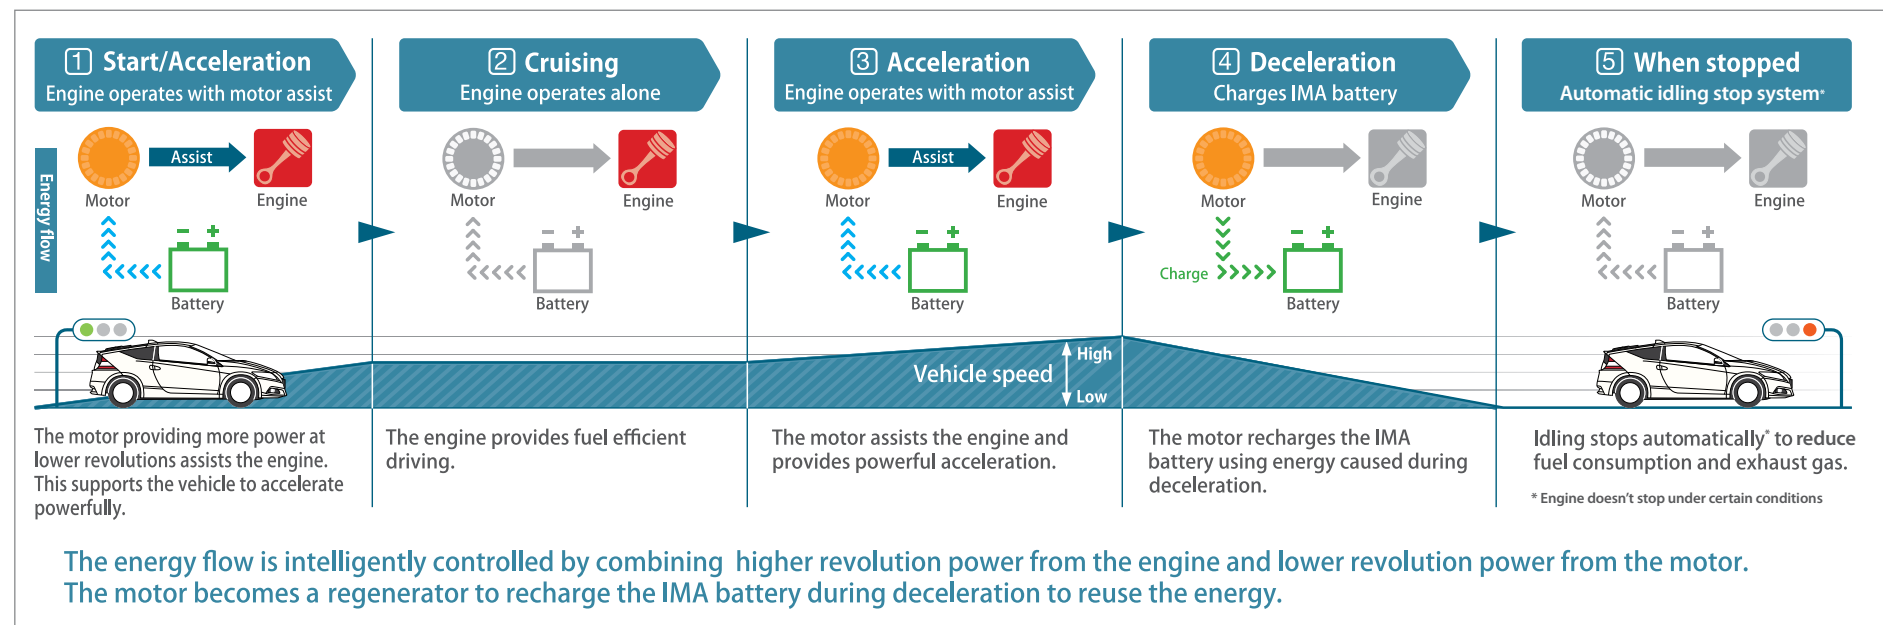 1 Start/Acceleration
Engine operates with motor assist
2 Cruising
Engine operates alone
3 Acceleration
Engine operates with motor assist
4 Deceleration
Charges IMA battery
5 When stopped
Automatic idling stop system*
Energy flow
Motor
Assist
Engine
Battery
Motor
Engine
Battery
Motor
Assist
Engine
Battery
Motor
Engine
Charge
Battery
Motor
Engine
Battery
Vehicle speed
High
Low
The motor providing more power at
lower revolutions assists the engine.
This supports the vehicle to accelerate
powerfully.
The engine provides fuel efficient
driving.
The motor assists the engine and
provides powerful acceleration.
The motor recharges the IMA
battery using energy caused during
deceleration.
Idling stops automatically* to reduce
fuel consumption and exhaust gas.
* Engine doesn't stop under certain conditions
The energy flow is intelligently controlled by combining higher revolution power from the engine and lower revolution power from the motor.
The motor becomes a regenerator to recharge the IMA battery during deceleration to reuse the energy.